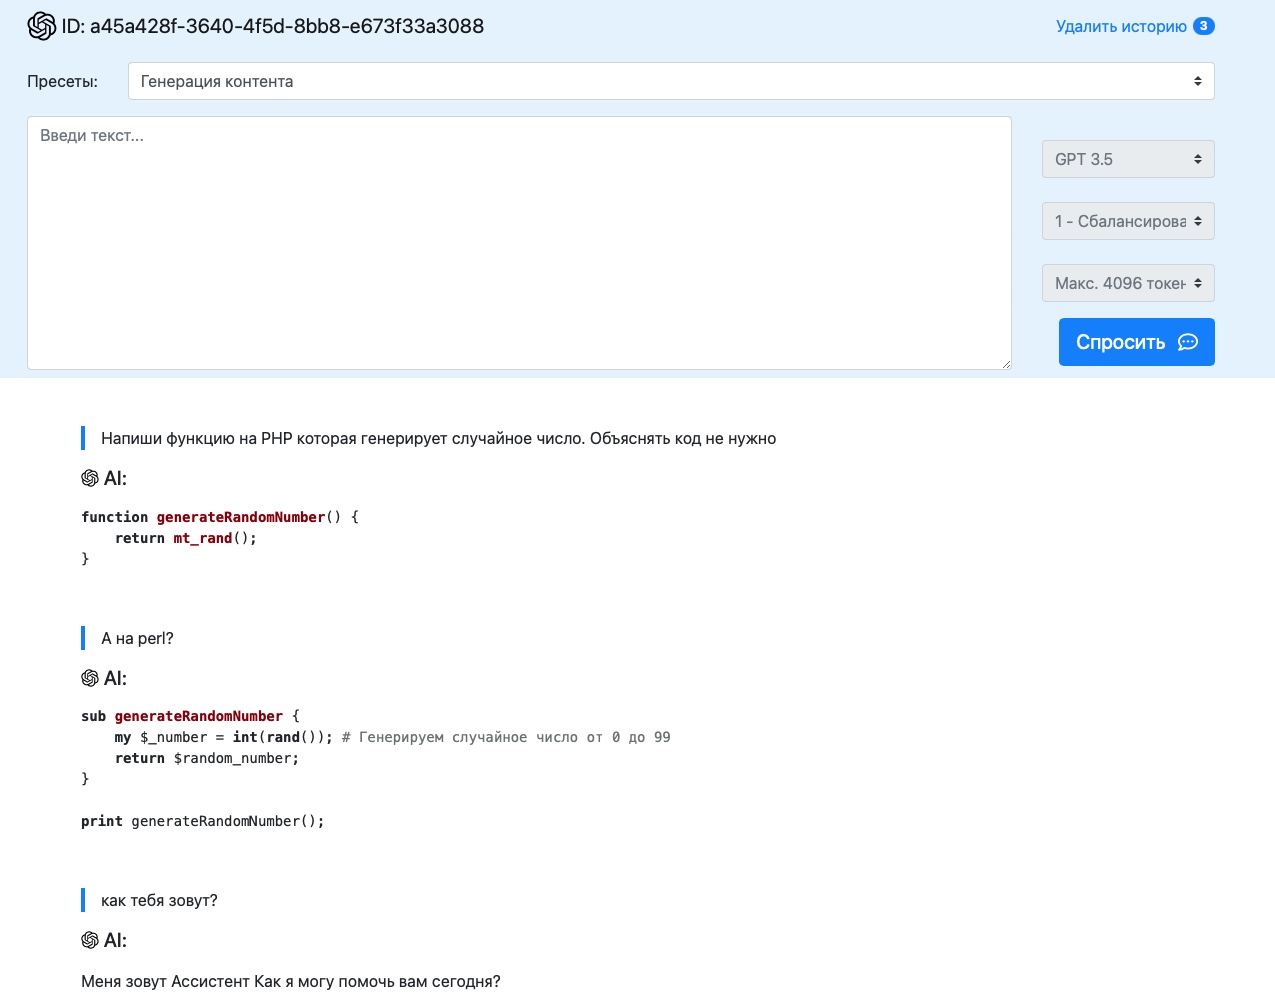 ID: a45a428f-3640-4f5d-8bb8-e673f33a3088
Удалить историю 3
Пресеты:
Генерация контента
Введи текст...
GPT 3.5
1 - Сбалансирова
Макс. 4096 токен
Спросить
Напиши функцию на PHP которая генерирует случайное число. Объяснять код не нужно
AI:
function generateRandomNumber() {
    return mt_rand();
}
А на perl?
AI:
sub generateRandomNumber {
    my $_number = int(rand()); # Генерируем случайное число от 0 до 99
    return $random_number;
}
print generateRandomNumber();
как тебя зовут?
AI:
Меня зовут Ассистент Как я могу помочь вам сегодня?